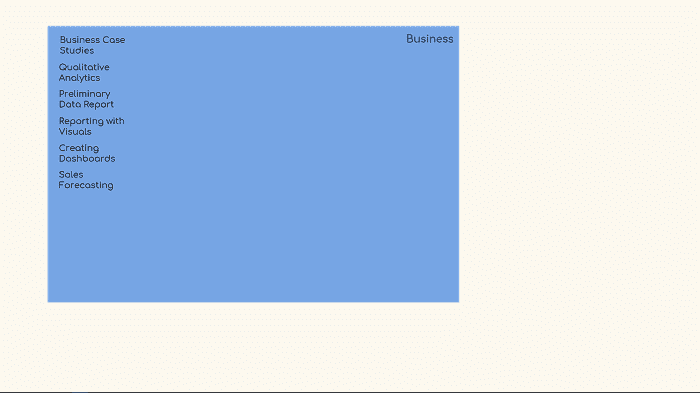 Business Case
Studies
Business
Qualitative
Analytics
Preliminary
Data Report
Reporting with
Visuals
Creating
Dashboards
Sales
Forecasting